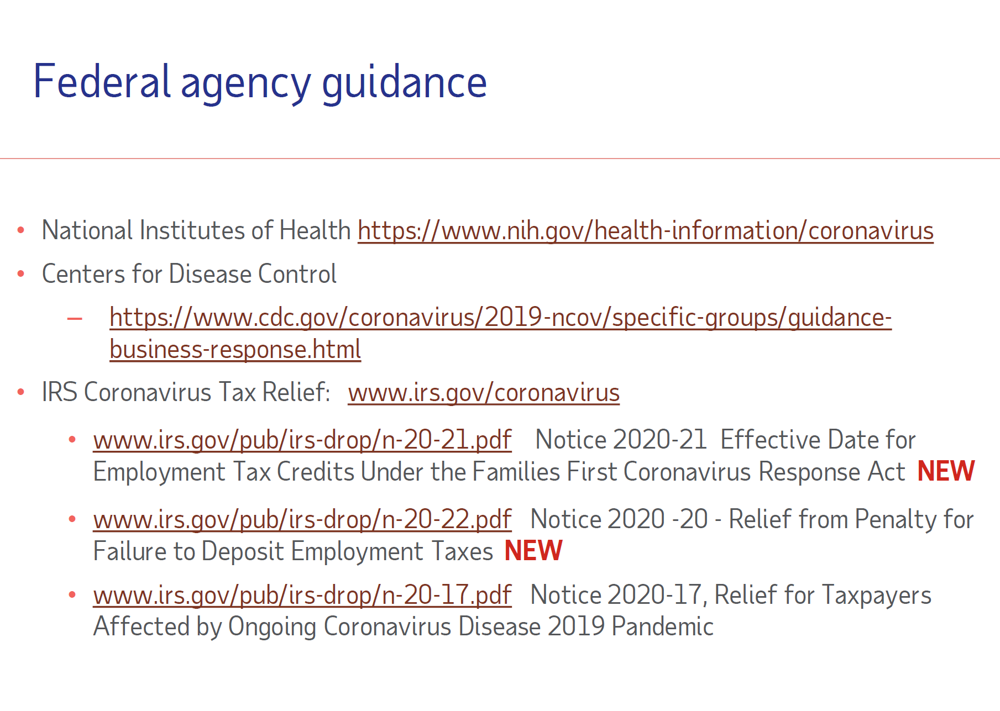 Federal agency guidance
• National Institutes of Health https://www.nih.gov/health-information/coronavirus
• Centers for Disease Control
– https://www.cdc.gov/coronavirus/2019-ncov/specific-groups/guidance-
business-response.html
• IRS Coronavirus Tax Relief: www.irs.gov/coronavirus
• www.irs.gov/pub/irs-drop/n-20-21.pdf Notice 2020-21 Effective Date for
Employment Tax Credits Under the Families First Coronavirus Response Act NEW
• www.irs.gov/pub/irs-drop/n-20-22.pdf Notice 2020 -20 - Relief from Penalty for
Failure to Deposit Employment Taxes NEW
• www.irs.gov/pub/irs-drop/n-20-17.pdf Notice 2020-17, Relief for Taxpayers
Affected by Ongoing Coronavirus Disease 2019 Pandemic